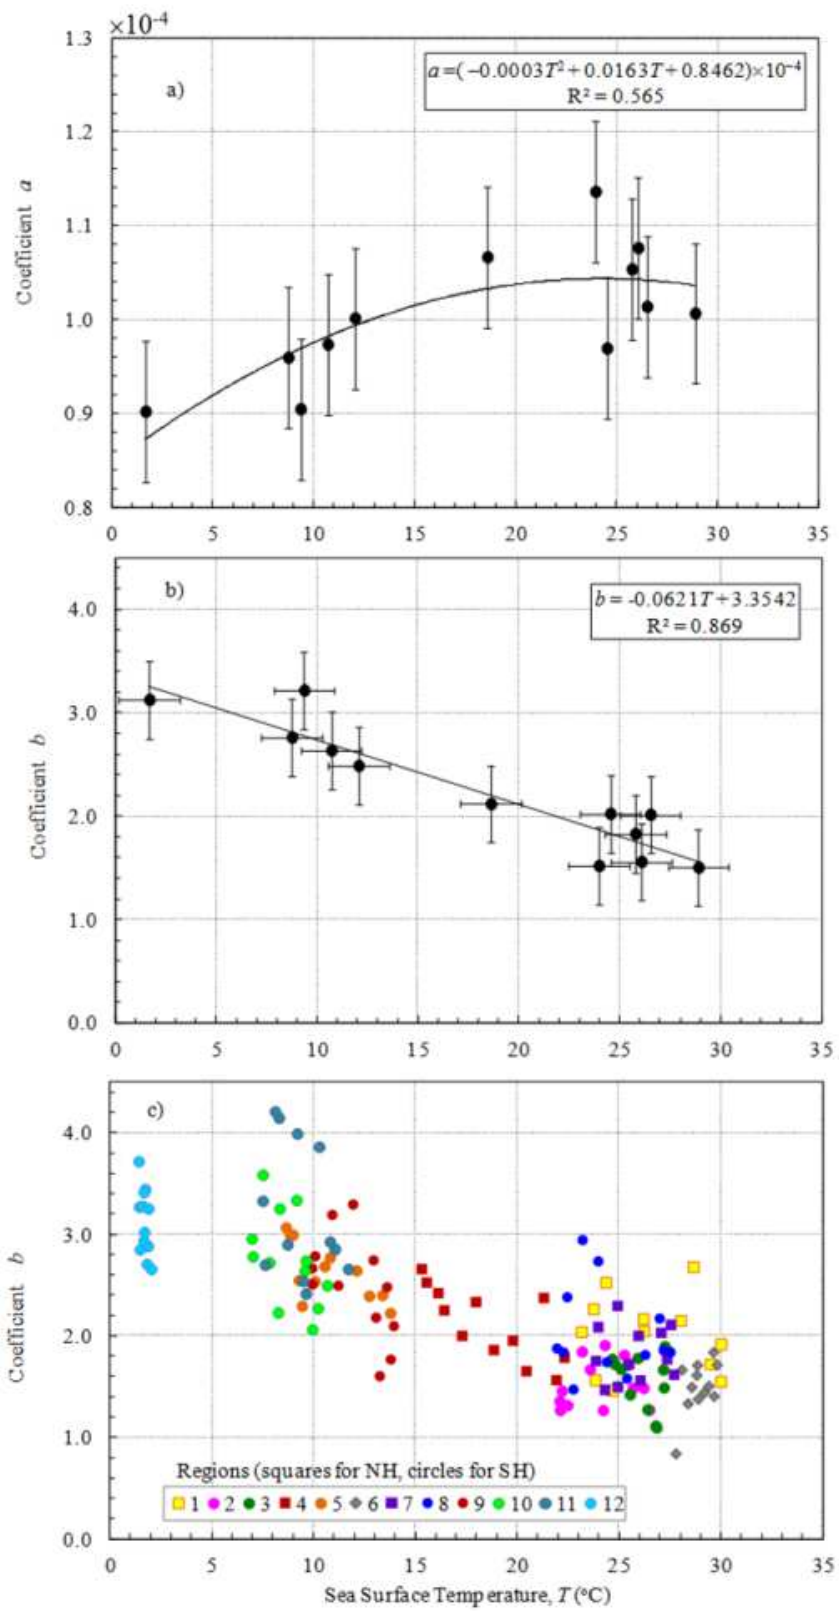 ×10⁻⁴
1.3
a=(−0.0003T²+0.0163T+0.8462)×10⁻⁴
a)
R²=0.565
1.2
1.1
Coefficient a
1.0
0.9
0.8
0 5 10 15 20 25 30 35
b)
b=-0.0621T+3.3542
R²=0.869
4.0
3.0
Coefficient b
2.0
1.0
0.0
0 5 10 15 20 25 30 35
c)
4.0
3.0
Coefficient b
2.0
1.0
Regions (squares for NH, circles for SH)
1 2 3 4 5 6 7 8 9 10 11 12
0.0
0 5 10 15 20 25 30 35
Sea Surface Temperature, T (°C)